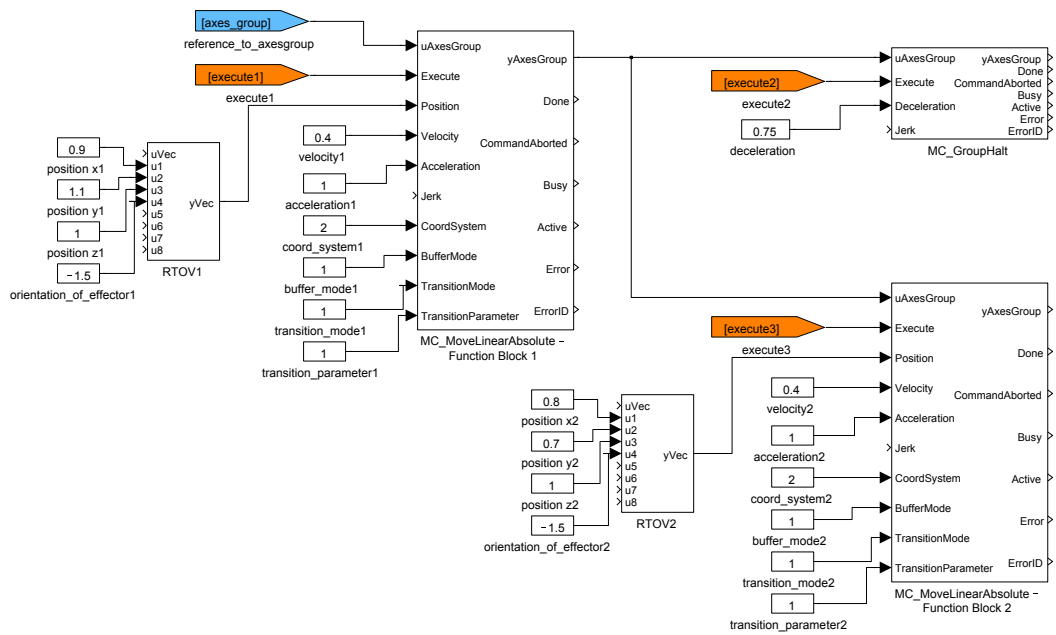 [axes_group]
reference_to_axesgroup
[execute1]
execute1
0.9
position x1
1.1
position y1
1
position z1
−1.5
orientation_of_effector1
uVec
u1
u2
u3
u4
u5
u6
u7
u8
yVec
RTOV1
0.4
velocity1
1
acceleration1
2
coord_system1
1
buffer_mode1
1
transition_mode1
1
transition_parameter1
uAxesGroup
Execute
Position
Velocity
Acceleration
Jerk
CoordSystem
BufferMode
TransitionMode
TransitionParameter
yAxesGroup
Done
CommandAborted
Busy
Active
Error
ErrorID
MC_MoveLinearAbsolute −
Function Block 1
[execute2]
execute2
0.75
deceleration
uAxesGroup
Execute
Deceleration
Jerk
yAxesGroup
Done
CommandAborted
Busy
Active
Error
ErrorID
MC_GroupHalt
[execute3]
execute3
0.8
position x2
0.7
position y2
1
position z2
−1.5
orientation_of_effector2
uVec
u1
u2
u3
u4
u5
u6
u7
u8
yVec
RTOV2
0.4
velocity2
1
acceleration2
2
coord_system2
1
buffer_mode2
1
transition_mode2
1
transition_parameter2
uAxesGroup
Execute
Position
Velocity
Acceleration
Jerk
CoordSystem
BufferMode
TransitionMode
TransitionParameter
yAxesGroup
Done
CommandAborted
Busy
Active
Error
ErrorID
MC_MoveLinearAbsolute −
Function Block 2